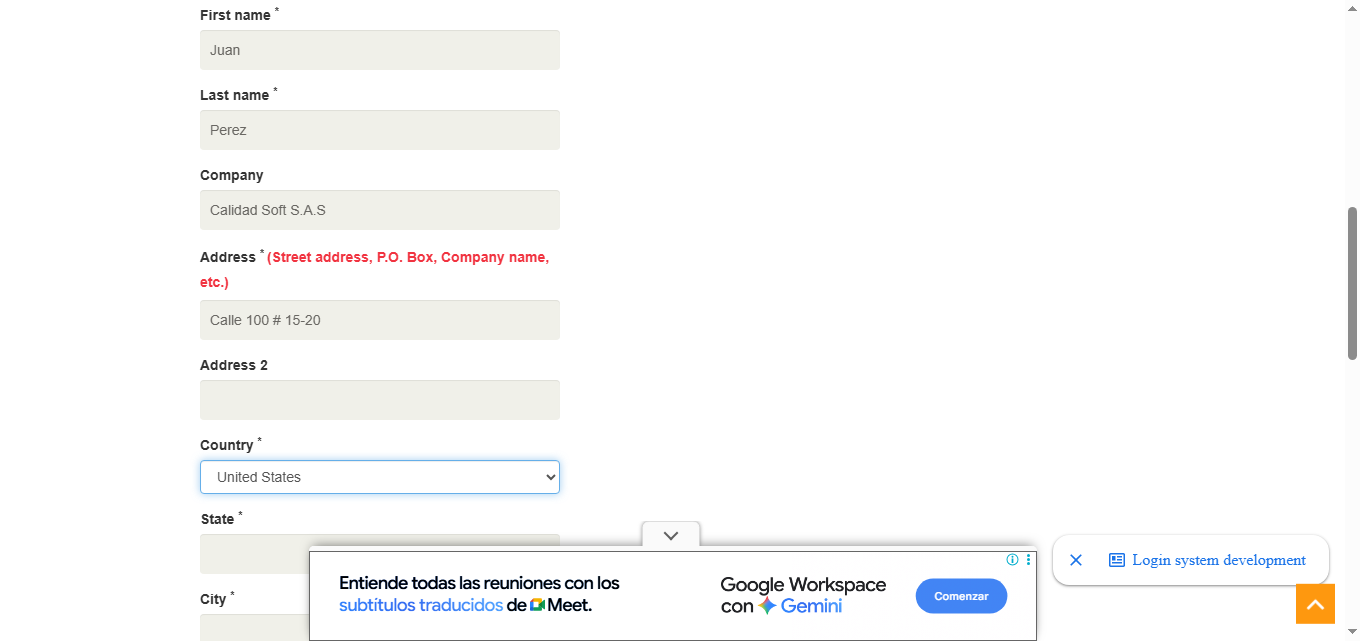 First name *
Juan
Last name *
Perez
Company
Calidad Soft S.A.S
Address * (Street address, P.O. Box, Company name,
etc.)
Calle 100 # 15-20
Address 2
Country *
United States
State *
City *
Entiende todas las reuniones con los
subtítulos traducidos de Meet.
Google Workspace
con Gemini
Comenzar
Login system development